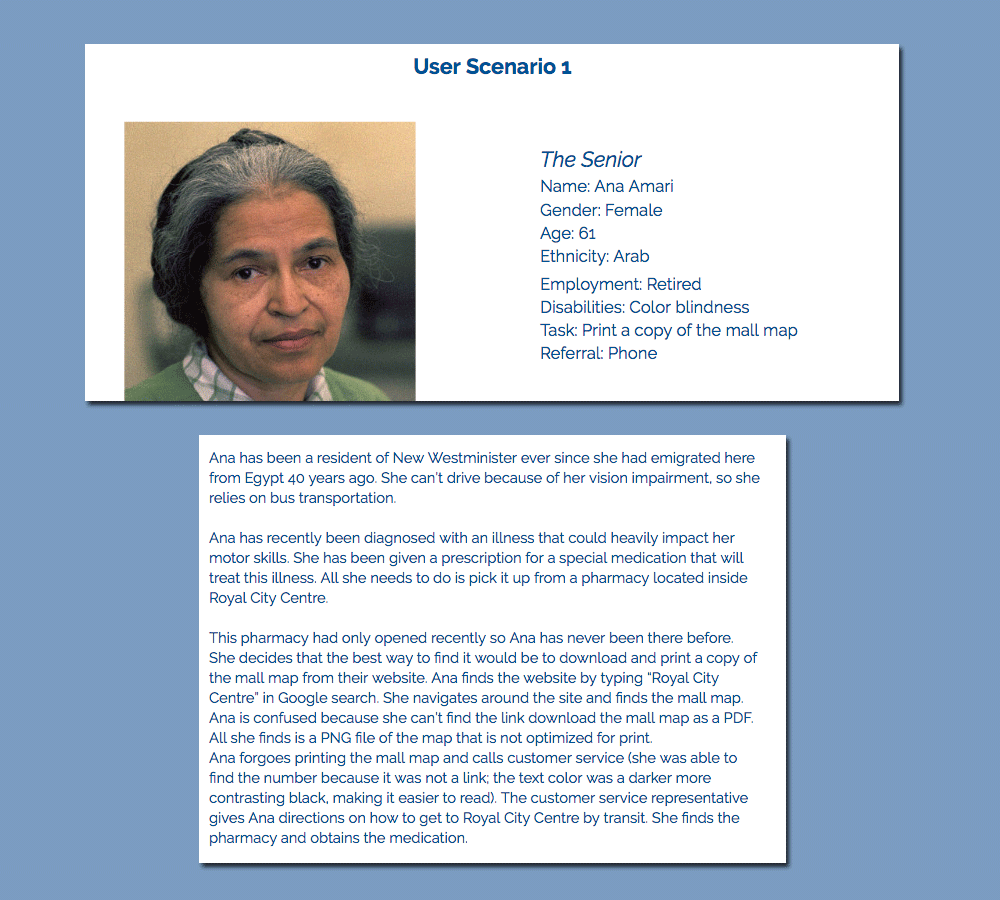 User Scenario 1
The Senior
Name: Ana Amari
Gender: Female
Age: 61
Ethnicity: Arab
Employment: Retired
Disabilities: Color blindness
Task: Print a copy of the mall map
Referral: Phone
Ana has been a resident of New Westminister ever since she had emigrated here
from Egypt 40 years ago. She can't drive because of her vision impairment, so she
relies on bus transportation.
Ana has recently been diagnosed with an illness that could heavily impact her
motor skills. She has been given a prescription for a special medication that will
treat this illness. All she needs to do is pick it up from a pharmacy located inside
Royal City Centre.
This pharmacy had only opened recently so Ana has never been there before.
She decides that the best way to find it would be to download and print a copy of
the mall map from their website. Ana finds the website by typing "Royal City
Centre" in Google search. She navigates around the site and finds the mall map.
Ana is confused because she can't find the link download the mall map as a PDF.
All she finds is a PNG file of the map that is not optimized for print.
Ana forgoes printing the mall map and calls customer service (she was able to
find the number because it was not a link; the text color was a darker more
contrasting black, making it easier to read). The customer service representative
gives Ana directions on how to get to Royal City Centre by transit. She finds the
pharmacy and obtains the medication.